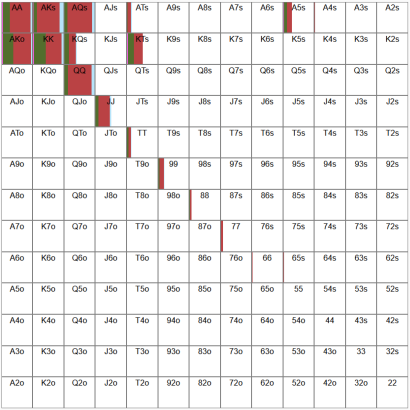 AA AKs AQs AJs ATs A9s A8s A7s A6s A5s A4s A3s A2s
AKo KK KQs KJs KTs K9s K8s K7s K6s K5s K4s K3s K2s
AQo KQo QQ QJs QTs Q9s Q8s Q7s Q6s Q5s Q4s Q3s Q2s
AJo KJo QJo JJ JTs J9s J8s J7s J6s J5s J4s J3s J2s
ATo KTo QTo JTo TT T9s T8s T7s T6s T5s T4s T3s T2s
A9o K9o Q9o J9o T9o 99 98s 97s 96s 95s 94s 93s 92s
A8o K8o Q8o J8o T8o 98o 88 87s 86s 85s 84s 83s 82s
A7o K7o Q7o J7o T7o 97o 87o 77 76s 75s 74s 73s 72s
A6o K6o Q6o J6o T6o 96o 86o 76o 66 65s 64s 63s 62s
A5o K5o Q5o J5o T5o 95o 85o 75o 65o 55 54s 53s 52s
A4o K4o Q4o J4o T4o 94o 84o 74o 64o 54o 44 43s 42s
A3o K3o Q3o J3o T3o 93o 83o 73o 63o 53o 43o 33 32s
A2o K2o Q2o J2o T2o 92o 82o 72o 62o 52o 42o 32o 22